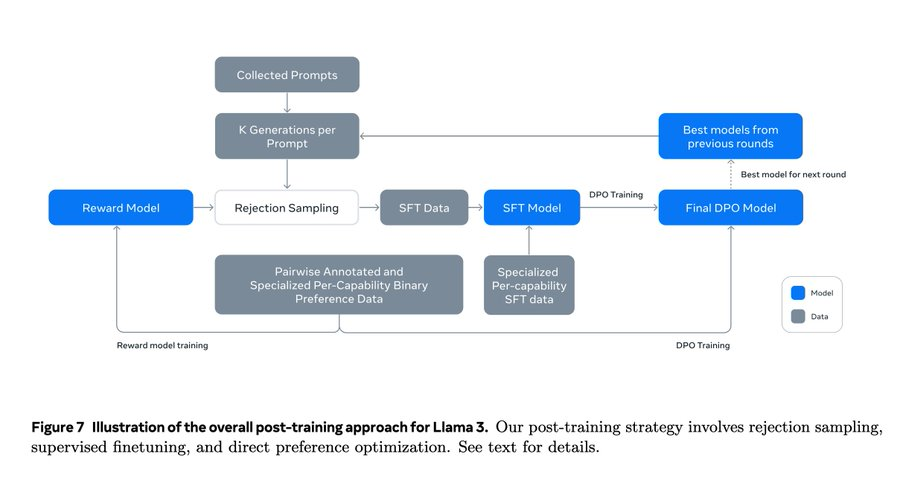 Collected Prompts
K Generations per
Prompt
Best models from
previous rounds
Best model for next round
Reward Model
Rejection Sampling
SFT Data
SFT Model
DPO Training
Final DPO Model
Pairwise Annotated and
Specialized Per-Capability Binary
Preference Data
Specialized
Per-capability
SFT data
Model
Data
Reward model training
DPO Training
Figure 7 Illustration of the overall post-training approach for Llama 3. Our post-training strategy involves rejection sampling,
supervised finetuning, and direct preference optimization. See text for details.